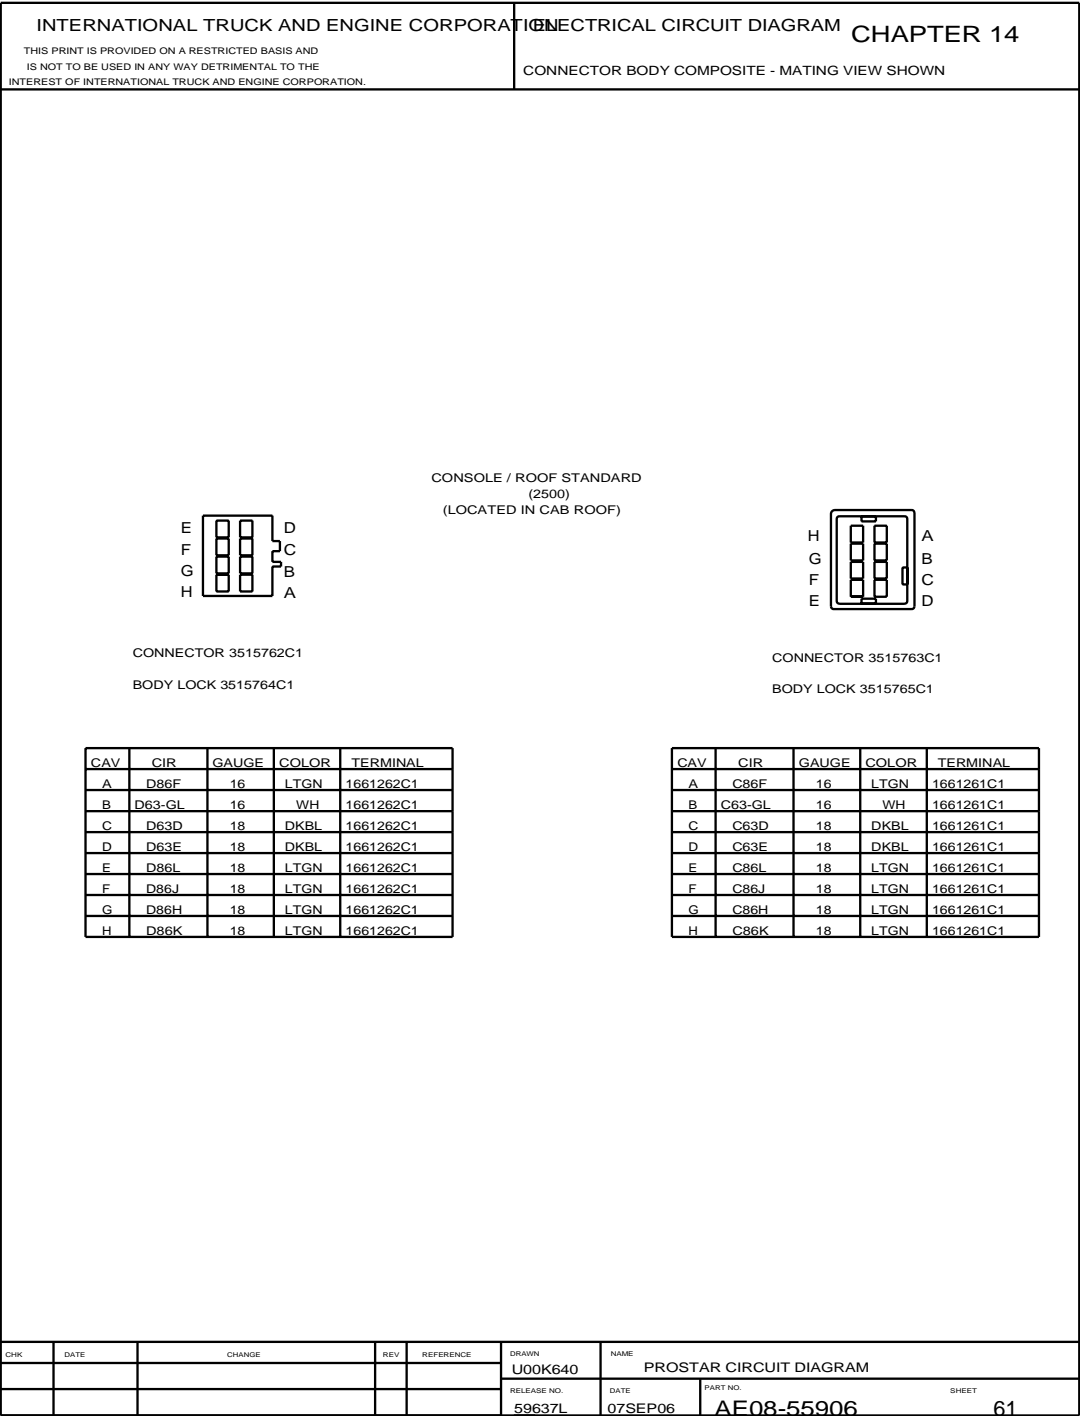 INTERNATIONAL TRUCK AND ENGINE CORPORATION
THIS PRINT IS PROVIDED ON A RESTRICTED BASIS AND
IS NOT TO BE USED IN ANY WAY DETRIMENTAL TO THE
INTEREST OF INTERNATIONAL TRUCK AND ENGINE CORPORATION.
ELECTRICAL CIRCUIT DIAGRAM CHAPTER 14
CONNECTOR BODY COMPOSITE - MATING VIEW SHOWN
CONSOLE / ROOF STANDARD
(2500)
(LOCATED IN CAB ROOF)
E D
F C
G B
H A
CONNECTOR 3515762C1
BODY LOCK 3515764C1
H A
G B
F C
E D
CONNECTOR 3515763C1
BODY LOCK 3515765C1
CAV CIR GAUGE COLOR TERMINAL
A D86F 16 LTGN 1661262C1
B D63-GL 16 WH 1661262C1
C D63D 18 DKBL 1661262C1
D D63E 18 DKBL 1661262C1
E D86L 18 LTGN 1661262C1
F D86J 18 LTGN 1661262C1
G D86H 18 LTGN 1661262C1
H D86K 18 LTGN 1661262C1
CAV CIR GAUGE COLOR TERMINAL
A C86F 16 LTGN 1661261C1
B C63-GL 16 WH 1661261C1
C C63D 18 DKBL 1661261C1
D C63E 18 DKBL 1661261C1
E C86L 18 LTGN 1661261C1
F C86J 18 LTGN 1661261C1
G C86H 18 LTGN 1661261C1
H C86K 18 LTGN 1661261C1
CHK DATE CHANGE REV REFERENCE
DRAWN
U00K640
NAME
PROSTAR CIRCUIT DIAGRAM
RELEASE NO.
59637L
DATE
07SEP06
PART NO.
AE08-55906
SHEET
61